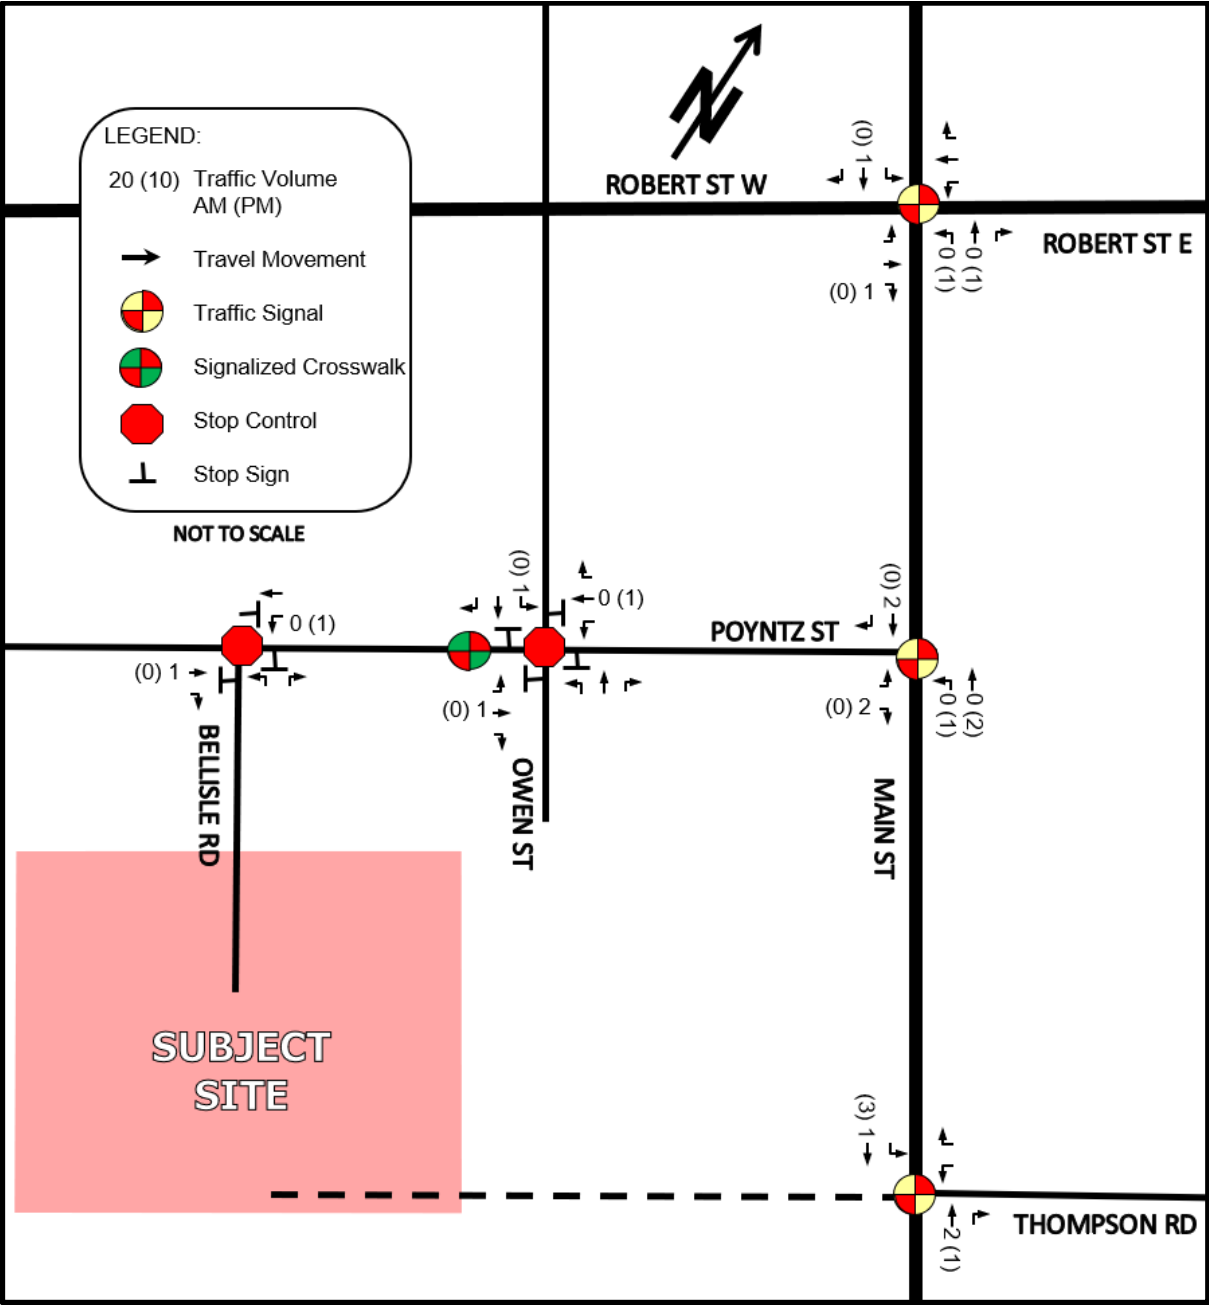 N
LEGEND:
20 (10) Traffic Volume
AM (PM)
Travel Movement
Traffic Signal
Signalized Crosswalk
Stop Control
Stop Sign
NOT TO SCALE
ROBERT ST W
(0) 1
ROBERT ST E
0 (1)
0 (1)
(0) 1
(0) 1
0 (1)
0 (1)
(0) 1
(0) 1
POYNTZ ST
(0) 2
(0) 2
0 (1)
0 (2)
BELLISLE RD
OWEN ST
MAIN ST
SUBJECT
SITE
(3) 1
2 (1)
THOMPSON RD